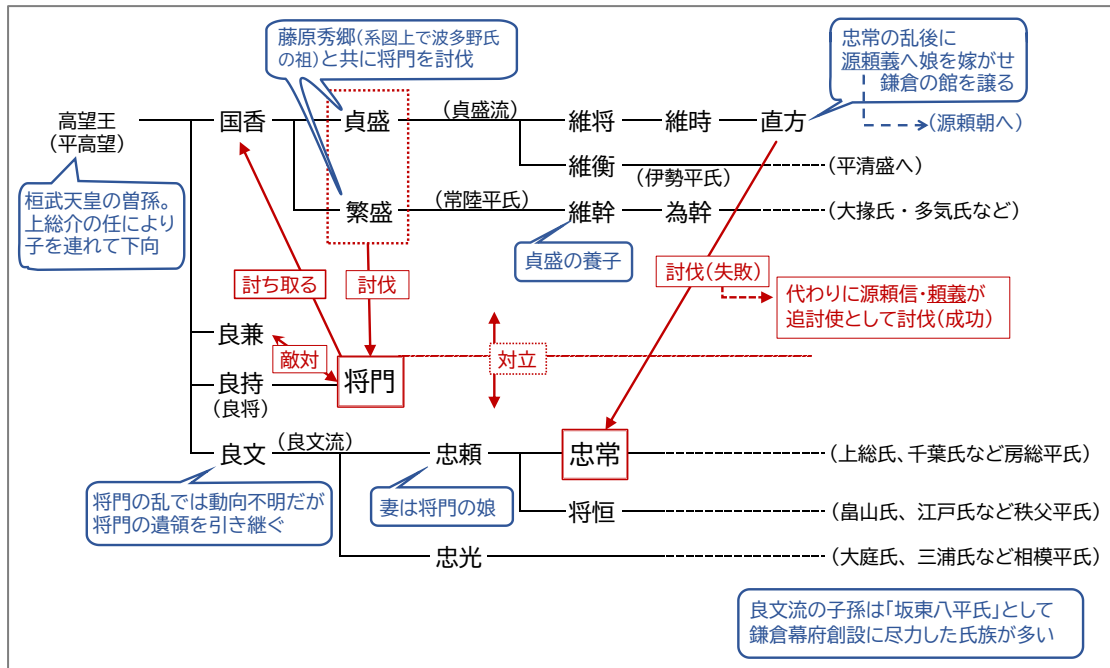 藤原秀郷(系図上で波多野氏
の祖)と共に将門を討伐
忠常の乱後に
源頼義へ娘を嫁がせ
鎌倉の館を譲る
(源頼朝へ)
高望王
(平高望)
国香
貞盛
(貞盛流)
維将
維時
直方
維衡
(伊勢平氏)
(平清盛へ)
桓武天皇の曽孫。
上総介の任により
子を連れて下向
繁盛
(常陸平氏)
維幹
為幹
(大掾氏・多気氏など)
貞盛の養子
討ち取る
討伐
討伐(失敗)
代わりに源頼信・頼義が
追討使として討伐(成功)
良兼
敵対
対立
将門
良持
(良将)
良文
(良文流)
忠頼
忠常
(上総氏、千葉氏など房総平氏)
将門の乱では動向不明だが
将門の遺領を引き継ぐ
妻は将門の娘
将恒
(畠山氏、江戸氏など秩父平氏)
忠光
(大庭氏、三浦氏など相模平氏)
良文流の子孫は「坂東八平氏」として
鎌倉幕府創設に尽力した氏族が多い